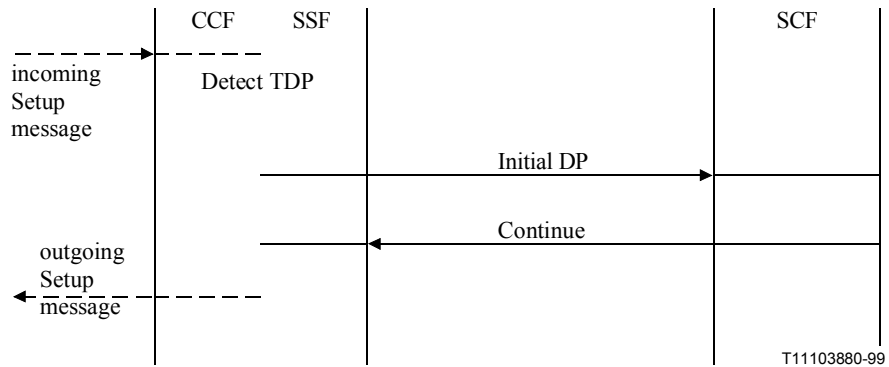 CCF SSF SCF
incoming
Setup
message
Detect TDP
Initial DP
Continue
outgoing
Setup
message
T11103880-99